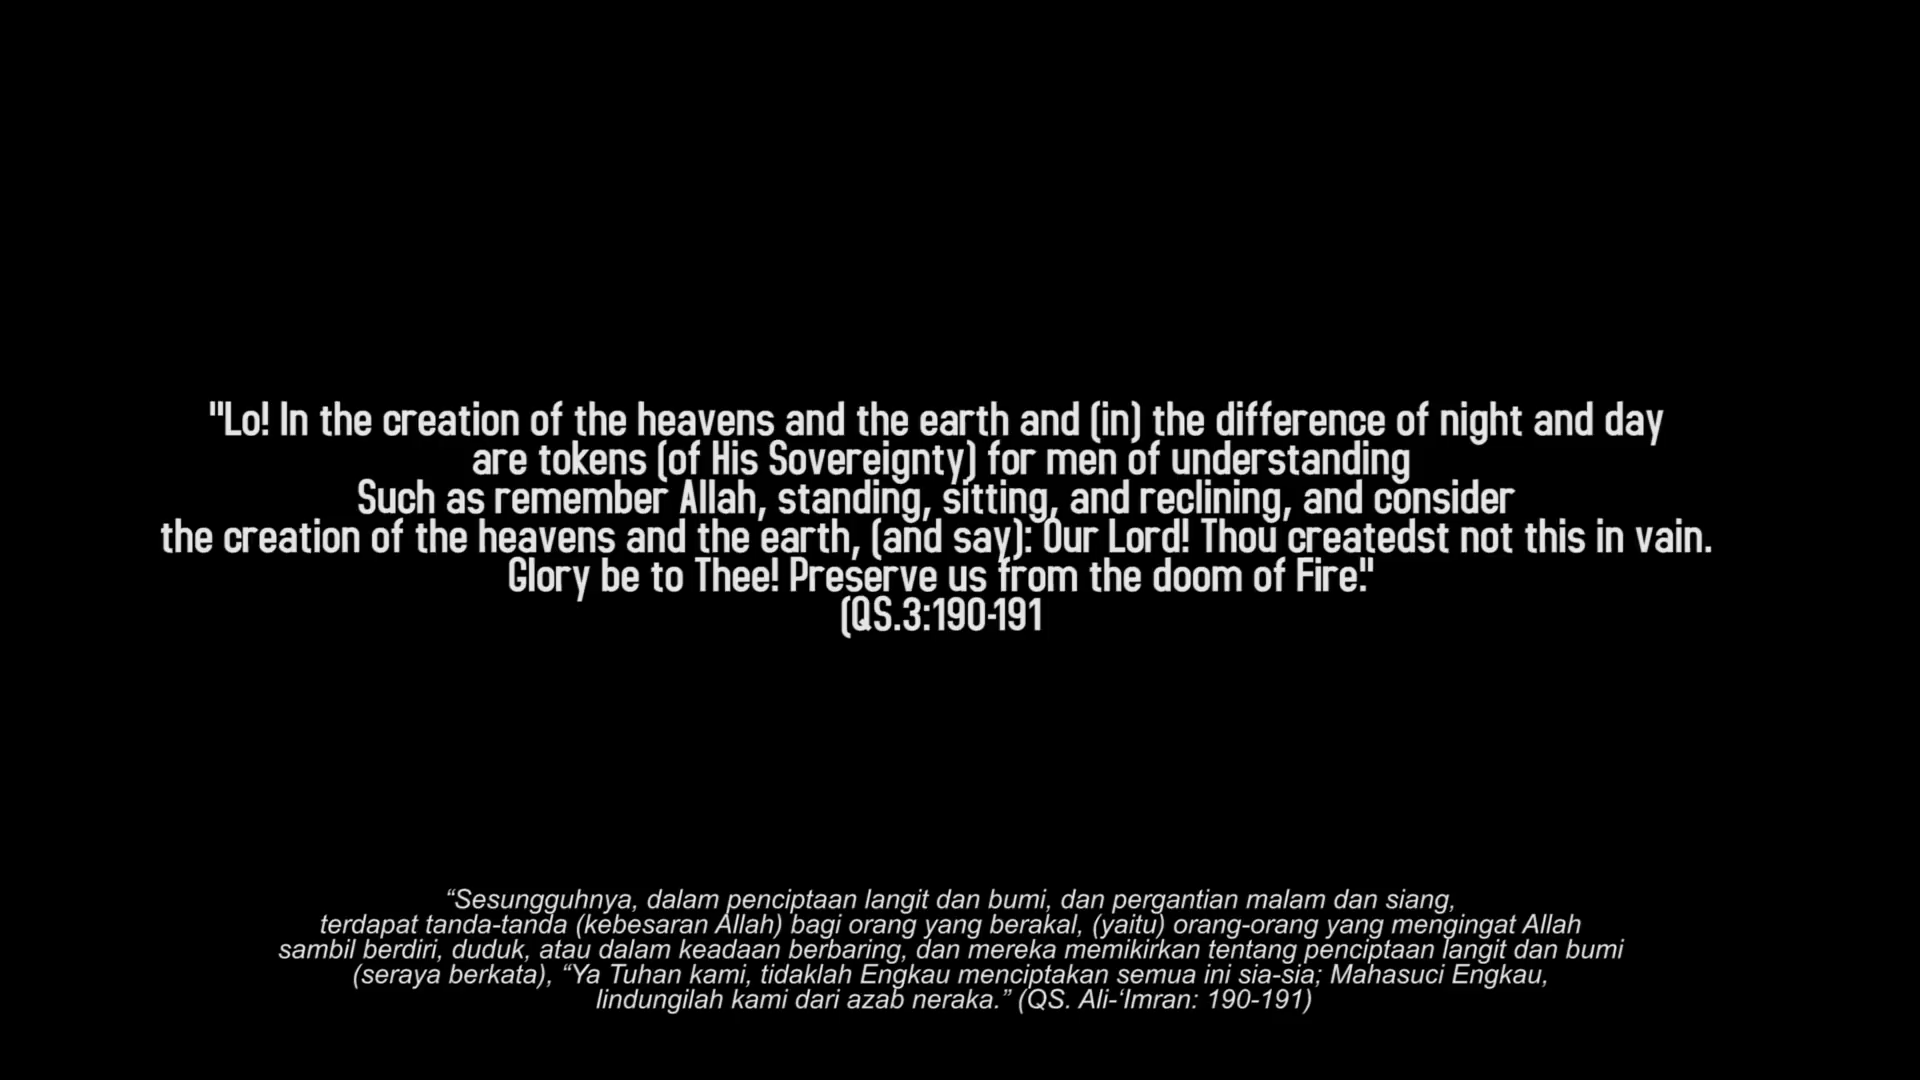 "Lo! In the creation of the heavens and the earth and (in) the difference of night and day
are tokens (of His Sovereignty) for men of understanding
Such as remember Allah, standing, sitting, and reclining, and consider
the creation of the heavens and the earth, (and say): Our Lord! Thou createdst not this in vain.
Glory be to Thee! Preserve us from the doom of Fire."
(QS.3:190-191
“Sesungguhnya, dalam penciptaan langit dan bumi, dan pergantian malam dan siang,
terdapat tanda-tanda (kebesaran Allah) bagi orang yang berakal, (yaitu) orang-orang yang mengingat Allah
sambil berdiri, duduk, atau dalam keadaan berbaring, dan mereka memikirkan tentang penciptaan langit dan bumi
(seraya berkata), “Ya Tuhan kami, tidaklah Engkau menciptakan semua ini sia-sia; Mahasuci Engkau,
lindungilah kami dari azab neraka.” (QS. Ali-‘Imran: 190-191)